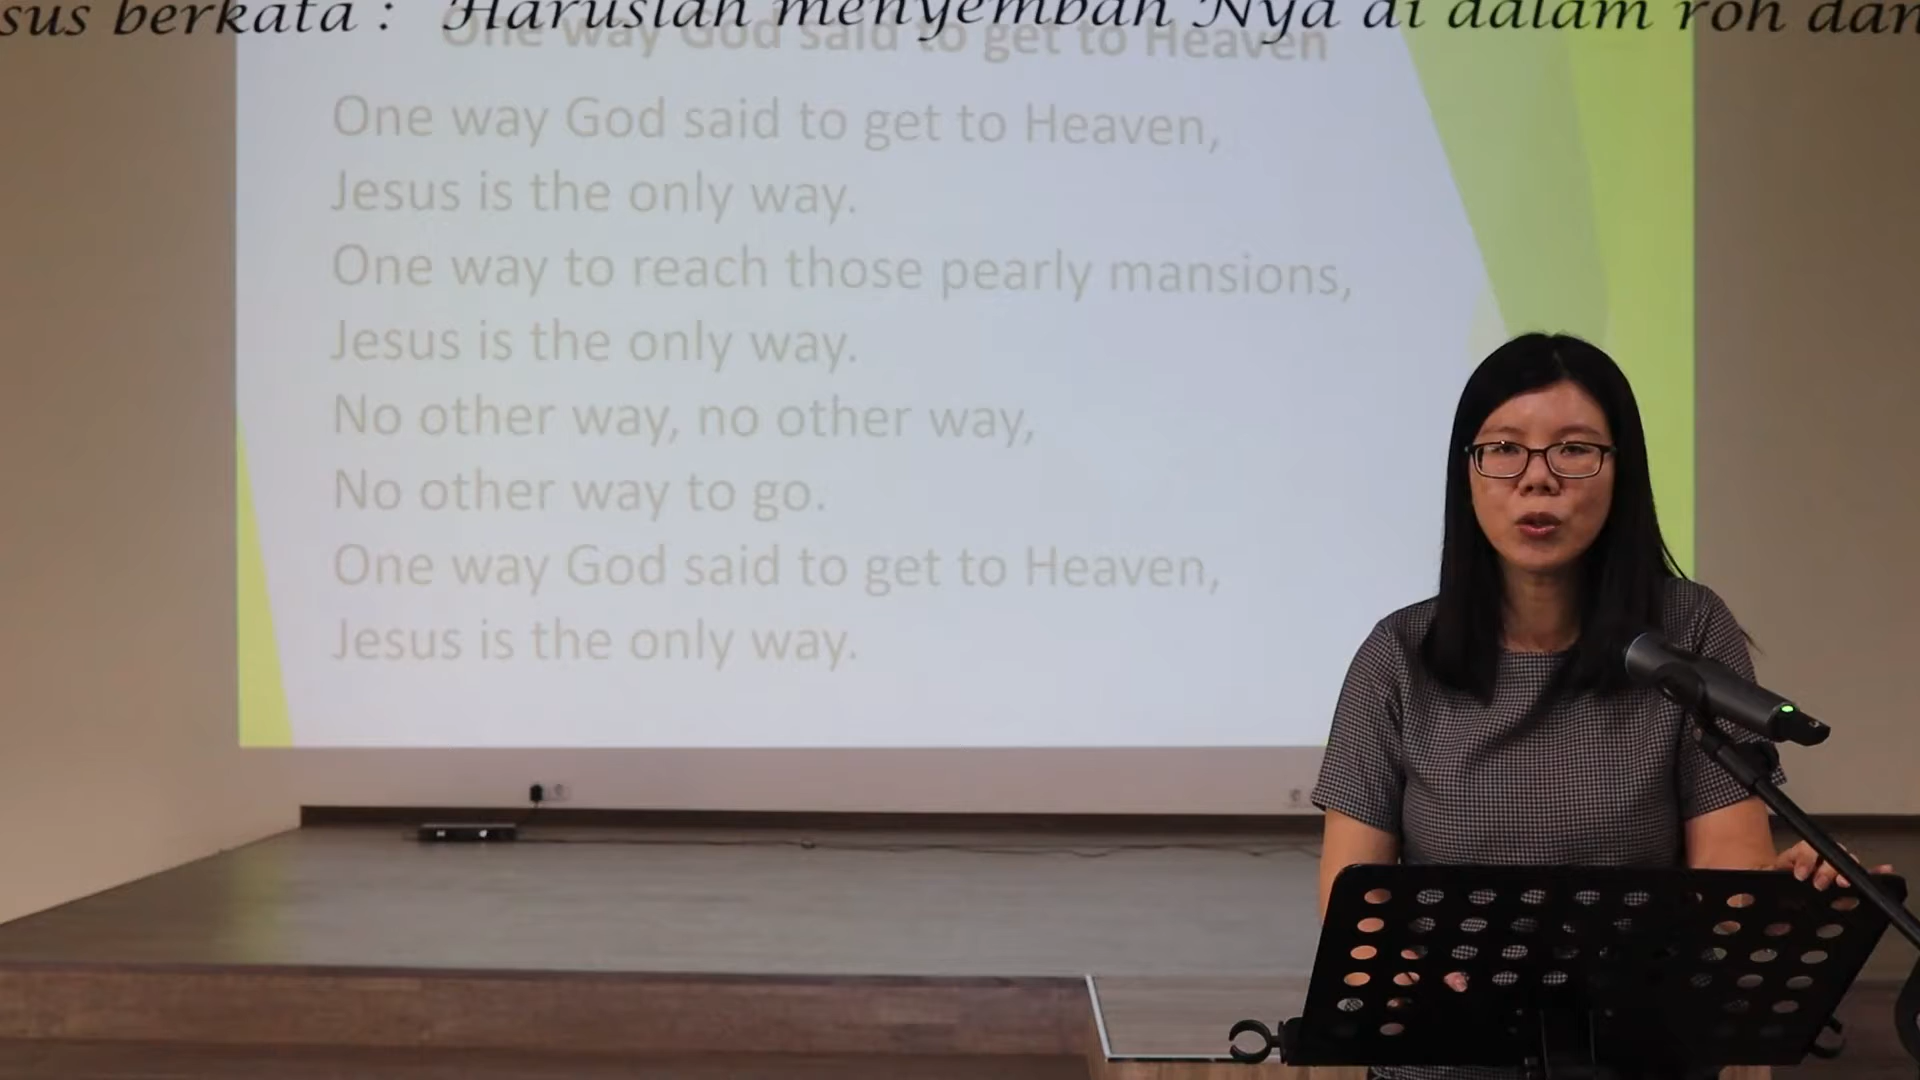 sus berkata : Haruslah menyembah Nya di dalam roh dan
One way God said to get to Heaven
One way God said to get to Heaven,
Jesus is the only way.
One way to reach those pearly mansions,
Jesus is the only way.
No other way, no other way,
No other way to go.
One way God said to get to Heaven,
Jesus is the only way.